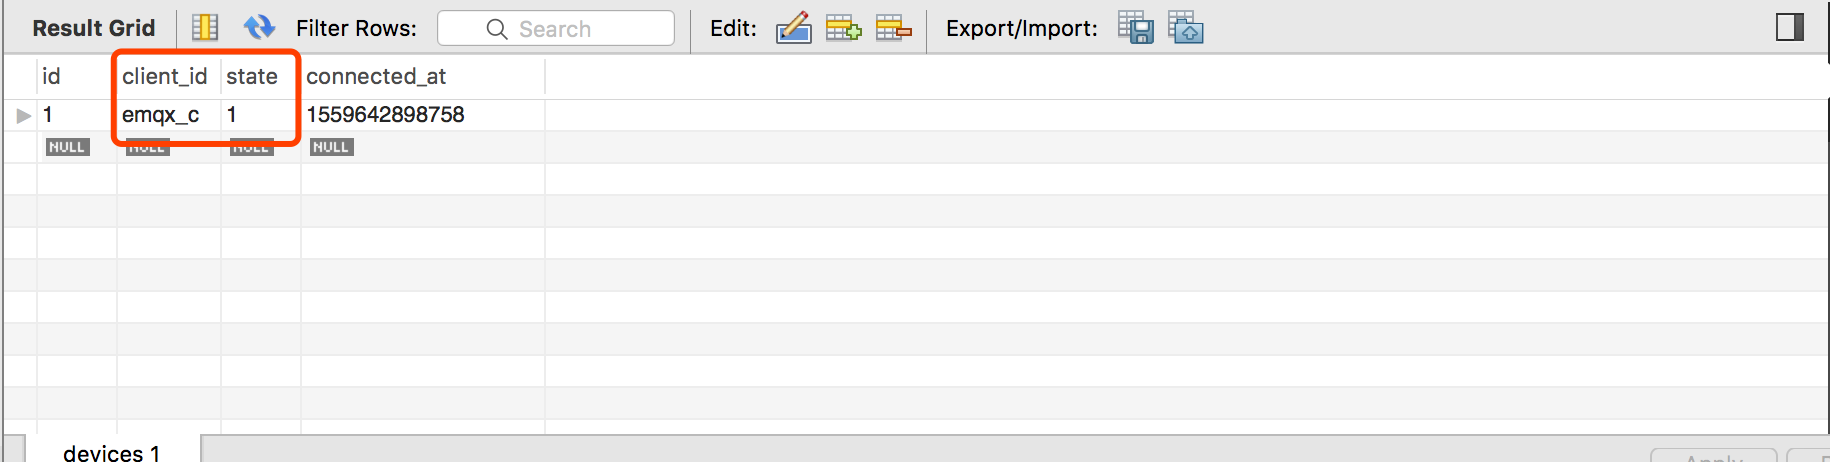 Result Grid Filter Rows: Search Edit: Export/Import:
id client_id state connected_at
1 emqx_c 1 1559642898758
NULL NULL NULL NULL
devices 1 Apply